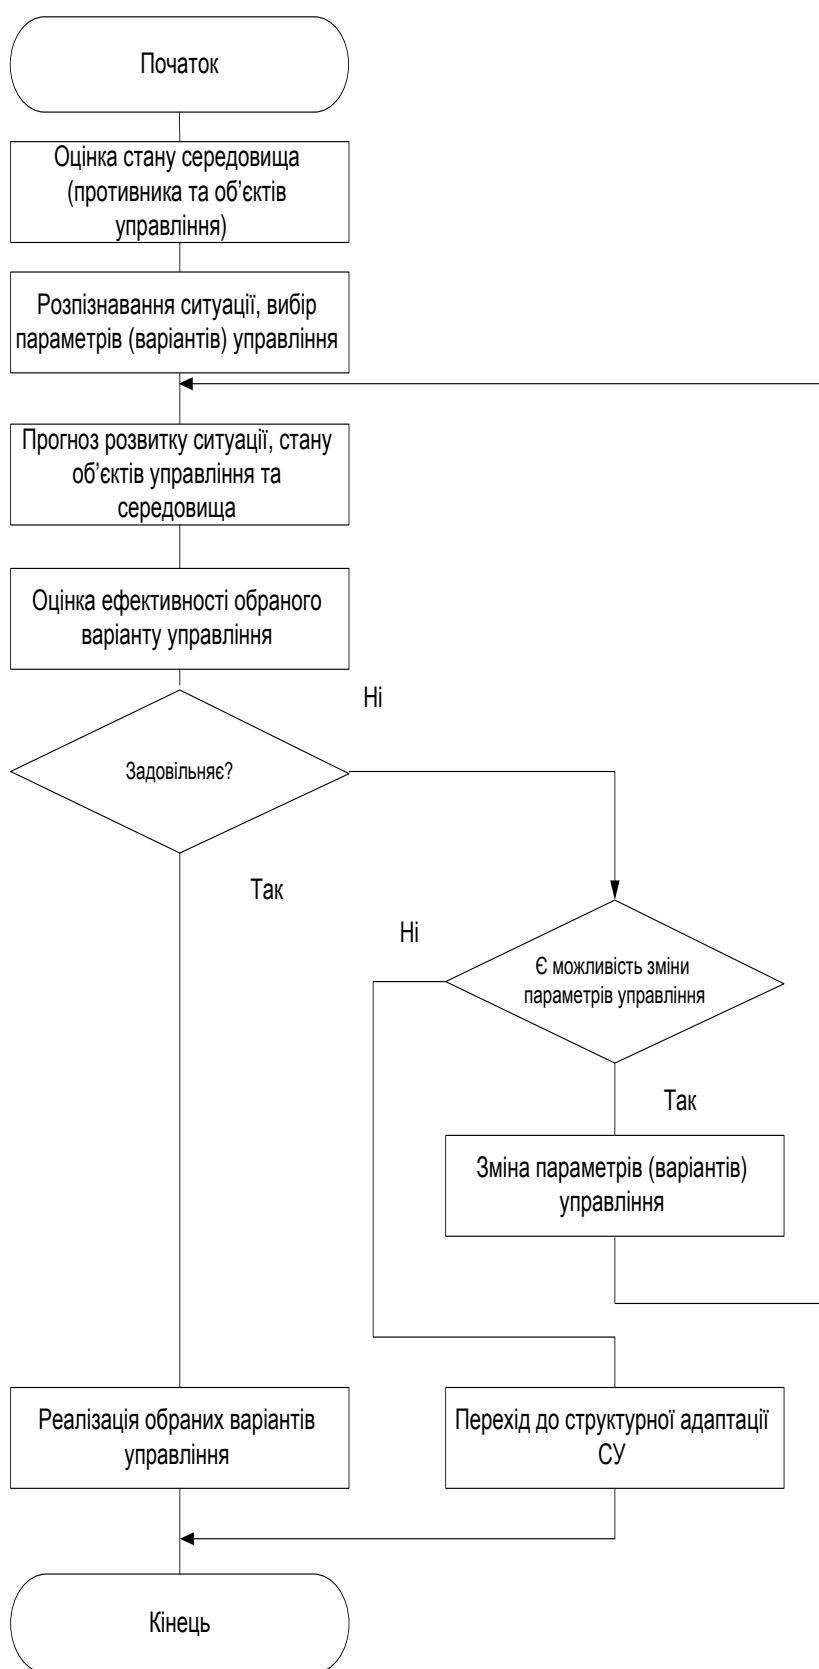 Початок
Оцінка стану середовища
(противника та об’єктів
управління)
Розпізнавання ситуації, вибір
параметрів (варіантів) управління
Прогноз розвитку ситуації, стану
об’єктів управління та
середовища
Оцінка ефективності обраного
варіанту управління
Ні
Задовільняє?
Так
Ні
Є можливість зміни
параметрів управління
Так
Зміна параметрів (варіантів)
управління
Реалізація обраних варіантів
управління
Перехід до структурної адаптації
СУ
Кінець